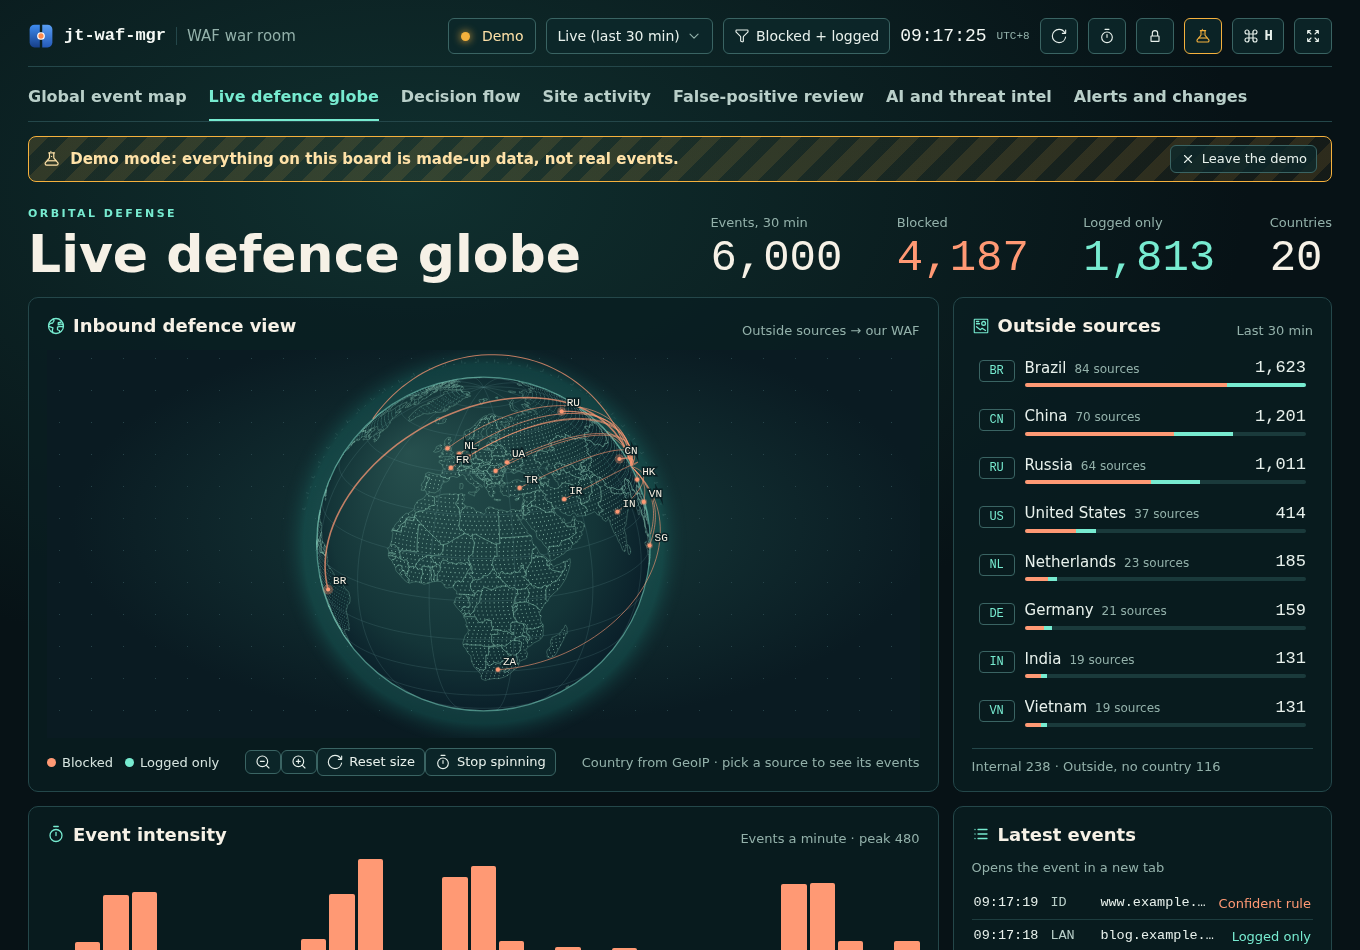 jt-waf-mgr WAF war room Demo Live (last 30 min) Blocked + logged 09:17:25 UTC+8 ⌘ H
Global event map Live defence globe Decision flow Site activity False-positive review AI and threat intel Alerts and changes
Demo mode: everything on this board is made-up data, not real events. Leave the demo
ORBITAL DEFENSE
Live defence globe
Events, 30 min
6,000
Blocked
4,187
Logged only
1,813
Countries
20
Inbound defence view
Outside sources → our WAF
RU
NL
FR
UA
CN
TR
HK
IR
VN
IN
SG
BR
ZA
Blocked Logged only Reset size Stop spinning Country from GeoIP · pick a source to see its events
Outside sources Last 30 min
BR Brazil 84 sources 1,623
CN China 70 sources 1,201
RU Russia 64 sources 1,011
US United States 37 sources 414
NL Netherlands 23 sources 185
DE Germany 21 sources 159
IN India 19 sources 131
VN Vietnam 19 sources 131
Internal 238 · Outside, no country 116
Event intensity Events a minute · peak 480
Latest events
Opens the event in a new tab
09:17:19 ID www.example.… Confident rule
09:17:18 LAN blog.example.… Logged only